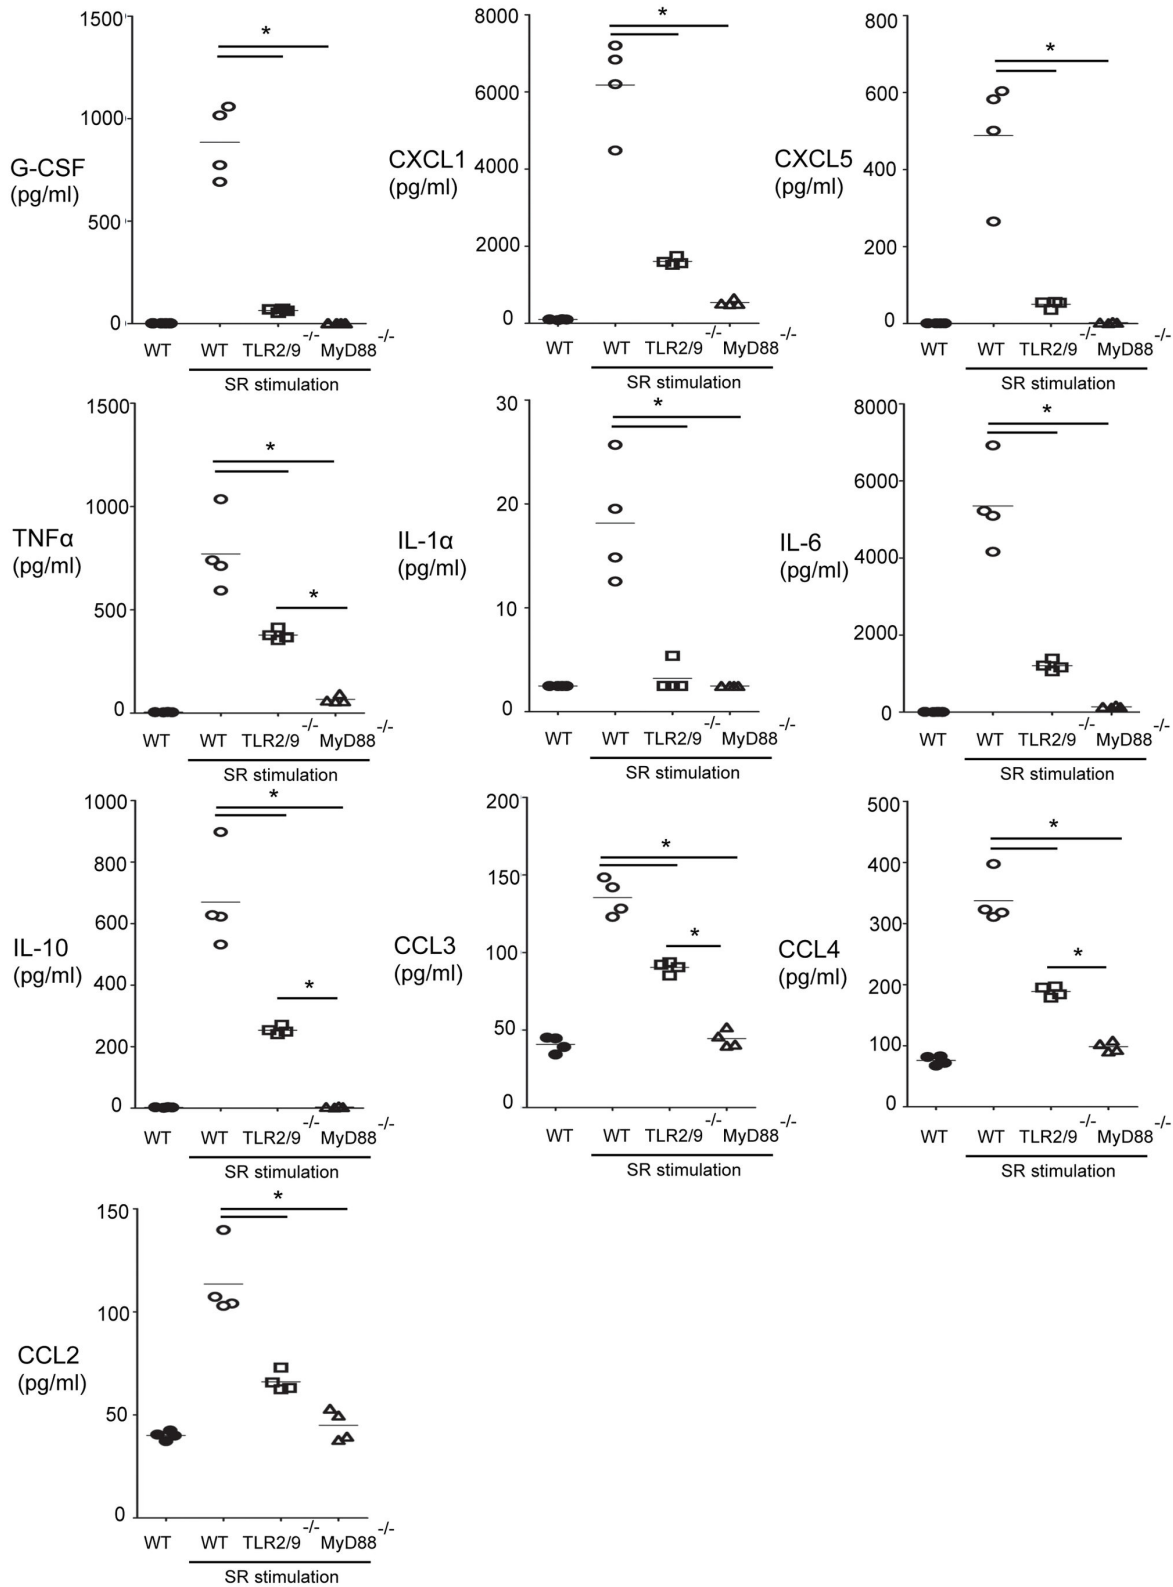 1500
1000
500
0
G-CSF
(pg/ml)
*
WT
WT
TLR2/9 -/-
MyD88 -/-
SR stimulation
8000
6000
4000
2000
0
CXCL1
(pg/ml)
*
WT
WT
TLR2/9 -/-
MyD88 -/-
SR stimulation
800
600
400
200
0
CXCL5
(pg/ml)
*
WT
WT
TLR2/9 -/-
MyD88 -/-
SR stimulation
1500
1000
500
0
TNFα
(pg/ml)
*
*
WT
WT
TLR2/9 -/-
MyD88 -/-
SR stimulation
30
20
10
0
IL-1α
(pg/ml)
*
WT
WT
TLR2/9 -/-
MyD88 -/-
SR stimulation
8000
6000
4000
2000
0
IL-6
(pg/ml)
*
WT
WT
TLR2/9 -/-
MyD88 -/-
SR stimulation
1000
800
600
400
200
0
IL-10
(pg/ml)
*
*
WT
WT
TLR2/9 -/-
MyD88 -/-
SR stimulation
200
150
100
50
0
CCL3
(pg/ml)
*
*
WT
WT
TLR2/9 -/-
MyD88 -/-
SR stimulation
500
400
300
200
100
0
CCL4
(pg/ml)
*
*
WT
WT
TLR2/9 -/-
MyD88 -/-
SR stimulation
150
100
50
0
CCL2
(pg/ml)
*
WT
WT
TLR2/9 -/-
MyD88 -/-
SR stimulation